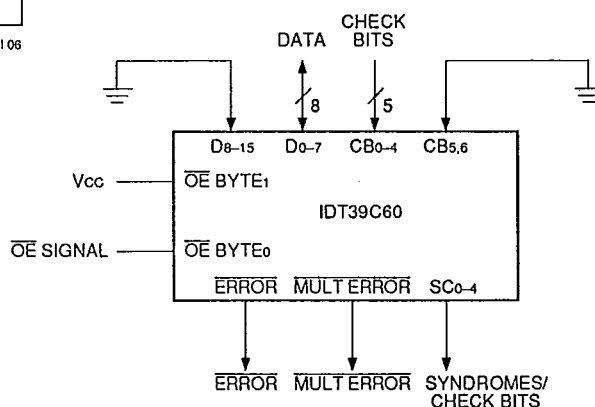 106
DATA
CHECK
BITS
8
5
D8–15 D0–7 CB0–4 CB5,6
Vcc
OE BYTE1
IDT39C60
OE SIGNAL
OE BYTE0
ERROR MULT ERROR SC0–4
ERROR MULT ERROR SYNDROMES/
CHECK BITS